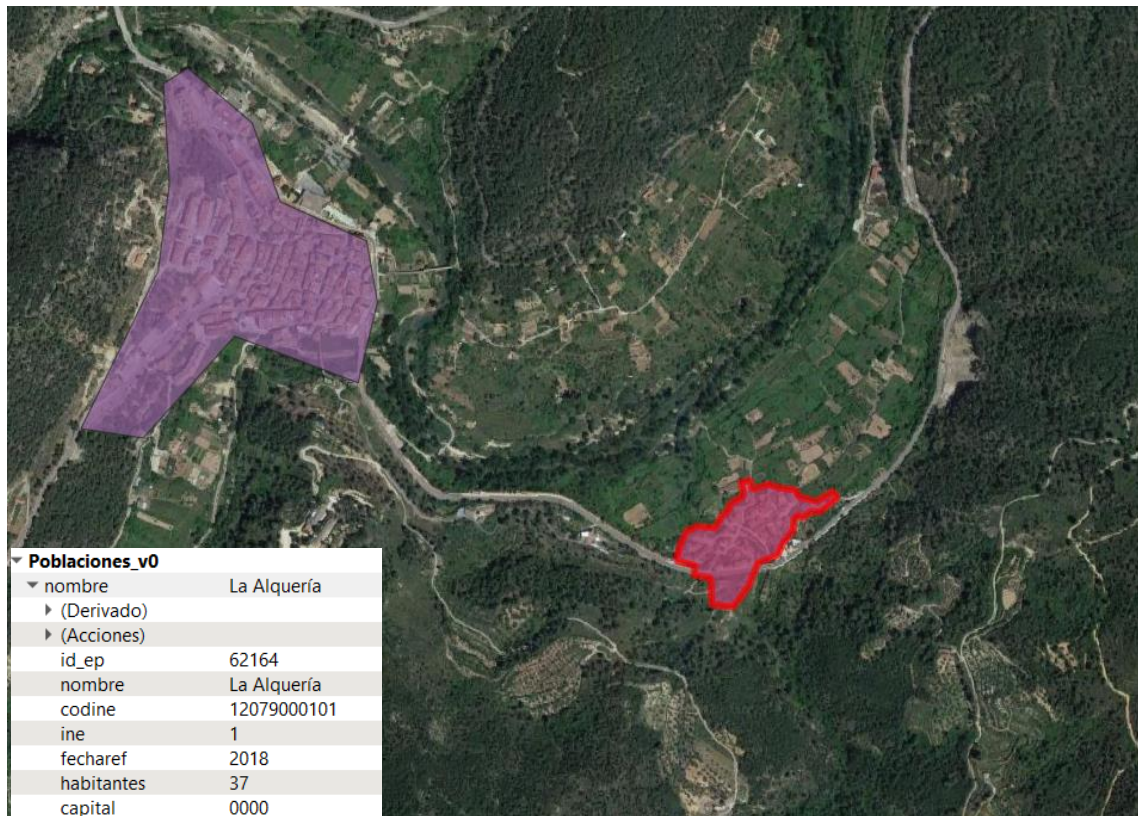 Poblaciones_v0
nombre La Alquería
(Derivado)
(Acciones)
id_ep 62164
nombre La Alquería
codine 12079000101
ine 1
fecharef 2018
habitantes 37
capital 0000